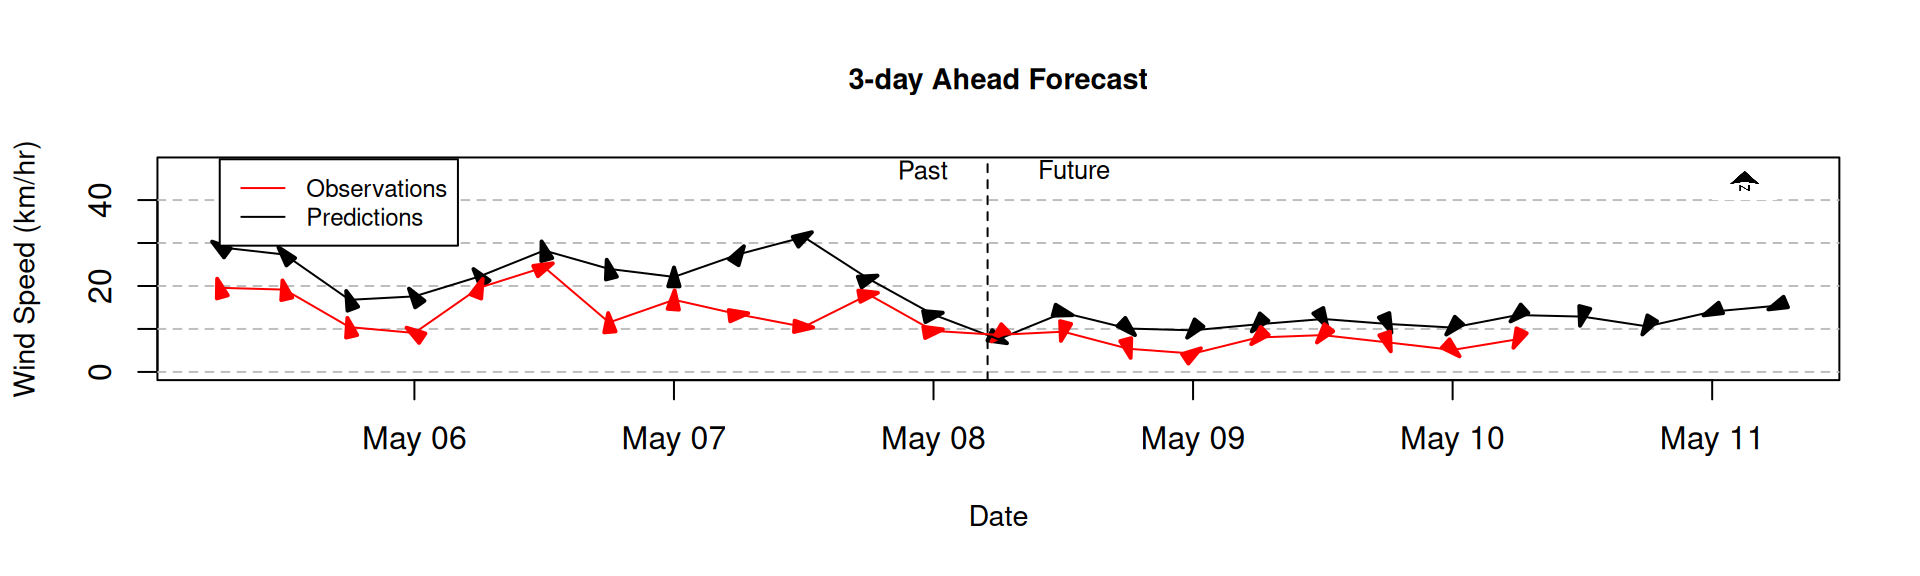 3-day Ahead Forecast
Wind Speed (km/hr)
40
20
0
Observations
Predictions
Past
Future
N
May 06
May 07
May 08
May 09
May 10
May 11
Date